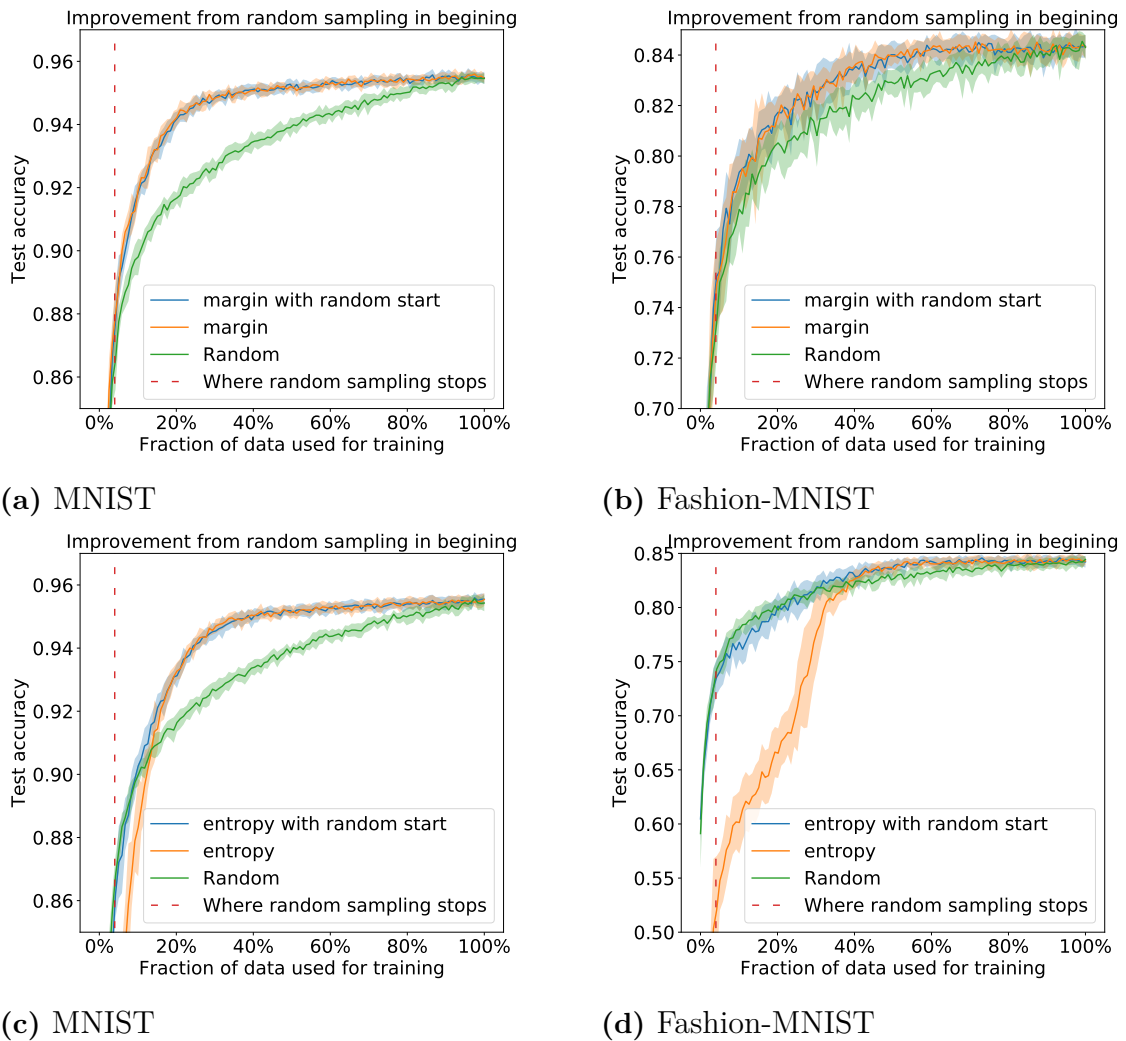 Improvement from random sampling in begining
0.96
0.94
0.92
0.90
0.88
0.86
Test accuracy
margin with random start
margin
Random
Where random sampling stops
0% 20% 40% 60% 80% 100%
Fraction of data used for training
(a) MNIST
Improvement from random sampling in begining
0.84
0.82
0.80
0.78
0.76
0.74
0.72
0.70
Test accuracy
margin with random start
margin
Random
Where random sampling stops
0% 20% 40% 60% 80% 100%
Fraction of data used for training
(b) Fashion-MNIST
Improvement from random sampling in begining
0.96
0.94
0.92
0.90
0.88
0.86
Test accuracy
entropy with random start
entropy
Random
Where random sampling stops
0% 20% 40% 60% 80% 100%
Fraction of data used for training
(c) MNIST
Improvement from random sampling in begining
0.85
0.80
0.75
0.70
0.65
0.60
0.55
0.50
Test accuracy
entropy with random start
entropy
Random
Where random sampling stops
0% 20% 40% 60% 80% 100%
Fraction of data used for training
(d) Fashion-MNIST